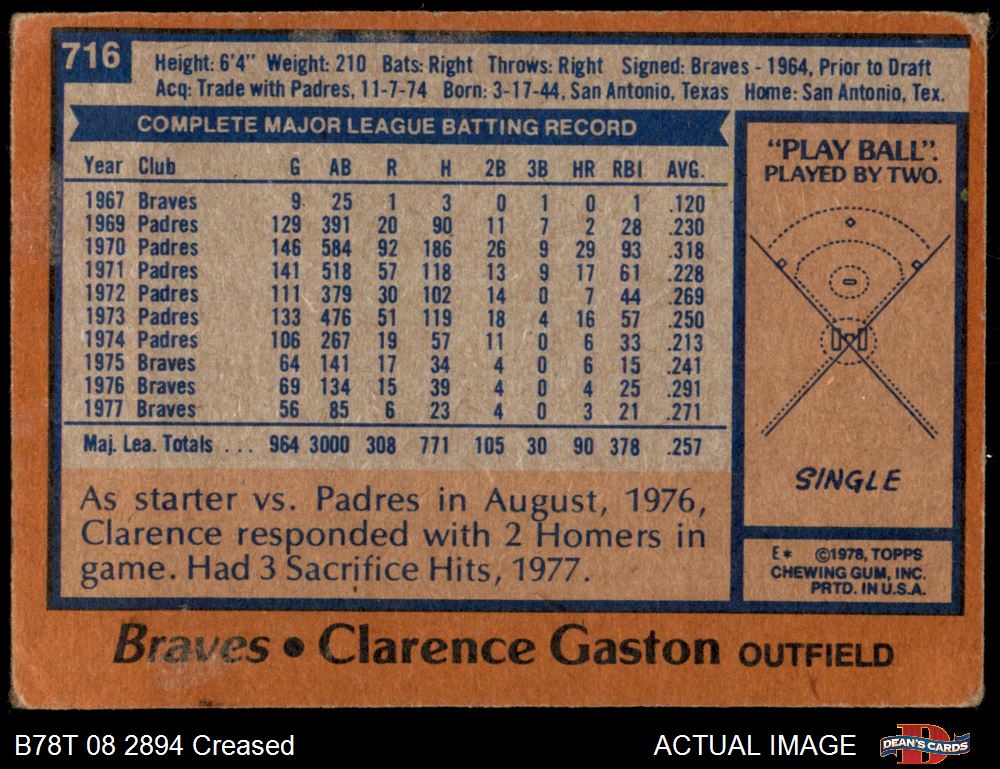 716
Height: 6'4" Weight: 210 Bats: Right Throws: Right Signed: Braves - 1964, Prior to Draft
Acq: Trade with Padres, 11-7-74 Born: 3-17-44, San Antonio, Texas Home: San Antonio, Tex.
COMPLETE MAJOR LEAGUE BATTING RECORD
Year Club G AB R H 2B 3B HR RBI AVG.
1967 Braves 9 25 1 3 0 1 0 1 .120
1969 Padres 129 391 20 90 11 7 2 28 .230
1970 Padres 146 584 92 186 26 9 29 93 .318
1971 Padres 141 518 57 118 13 9 17 61 .228
1972 Padres 111 379 30 102 14 0 7 44 .269
1973 Padres 133 476 51 119 18 4 16 57 .250
1974 Padres 106 267 19 57 11 0 6 33 .213
1975 Braves 64 141 17 34 4 0 6 15 .241
1976 Braves 69 134 15 39 4 0 4 25 .291
1977 Braves 56 85 6 23 4 0 3 21 .271
Maj. Lea. Totals ... 964 3000 308 771 105 30 90 378 .257
As starter vs. Padres in August, 1976,
Clarence responded with 2 Homers in
game. Had 3 Sacrifice Hits, 1977.
"PLAY BALL".
PLAYED BY TWO.
SINGLE
E* ©1978, TOPPS
CHEWING GUM, INC.
PRTD. IN U.S.A.
Braves • Clarence Gaston OUTFIELD
B78T 08 2894 Creased
ACTUAL IMAGE
DEAN'S CARDS